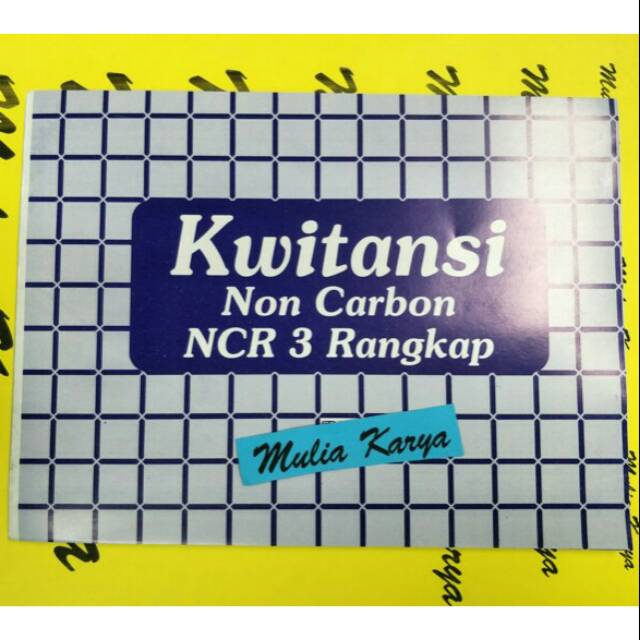 Kwitansi
Non Carbon
NCR 3 Rangkap
Mulia Karya